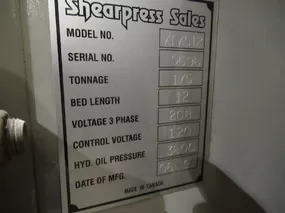 Shearpress Sales
MODEL NO.
SERIAL NO.
TONNAGE 175
BED LENGTH 12
VOLTAGE 3 PHASE 208
CONTROL VOLTAGE 120
HYD. OIL PRESSURE
DATE OF MFG.
MADE IN CANADA